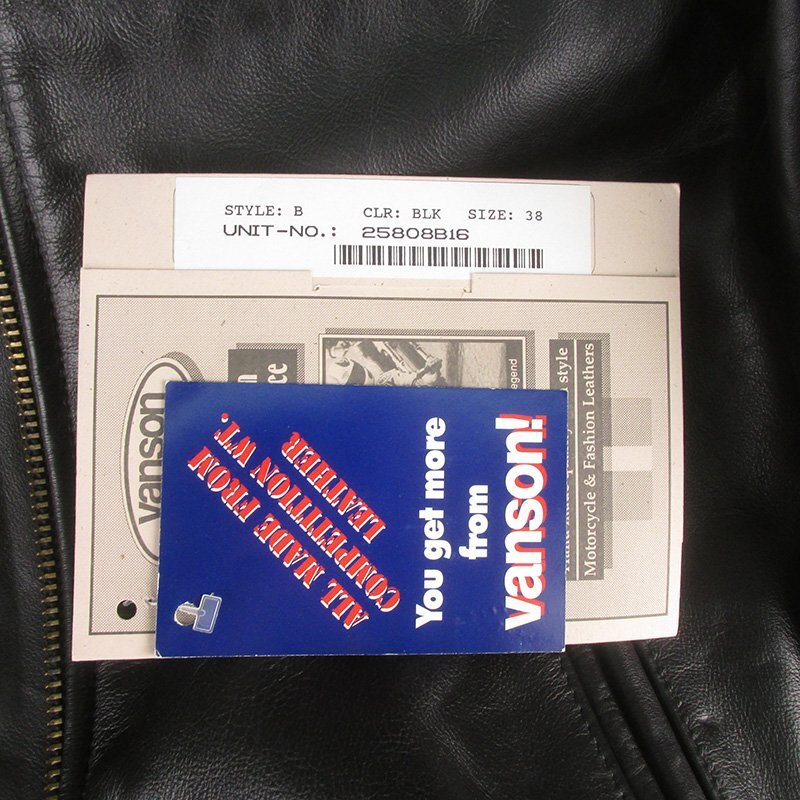 STYLE: B CLR: BLK SIZE: 38
UNIT-NO.: 25808B16
vanson
Legend
style
Motorcycle & Fashion Leathers
ALL MADE FROM
COMPETITION WT.
LEATHER
You get more
from
vanson!